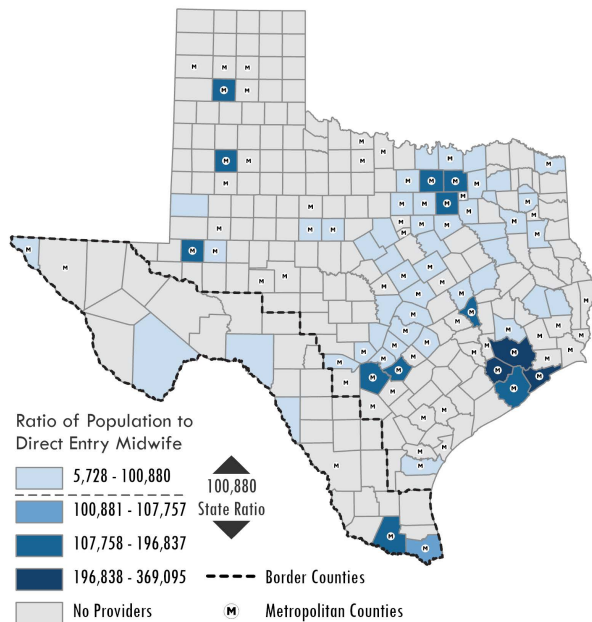 Ratio of Population to
Direct Entry Midwife
5,728 - 100,880
100,881 - 107,757
107,758 - 196,837
196,838 - 369,095
No Providers
100,880
State Ratio
Border Counties
M Metropolitan Counties